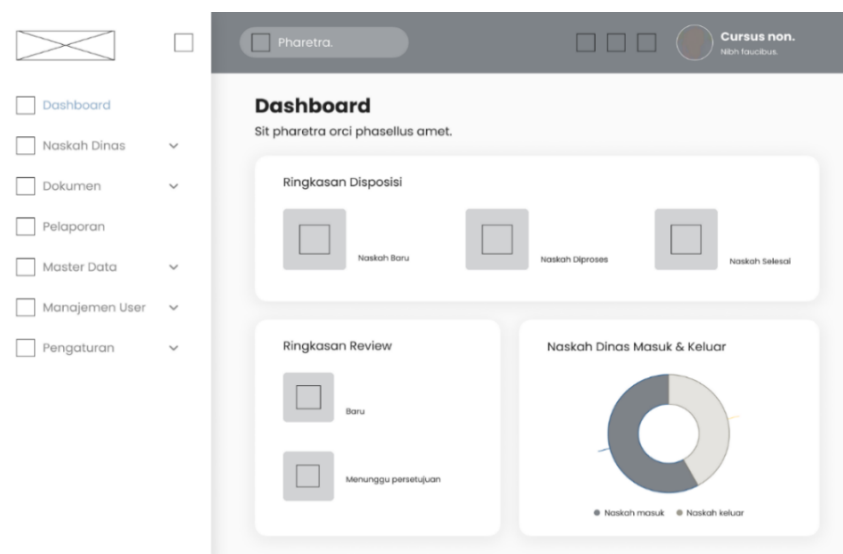 Pharetra.
Cursus non.
Nibh faucibus.
Dashboard
Naskah Dinas
Dokumen
Pelaporan
Master Data
Manajemen User
Pengaturan
Dashboard
Sit pharetra orci phasellus amet.
Ringkasan Disposisi
Naskah Baru
Naskah Diproses
Naskah Selesai
Ringkasan Review
Baru
Menunggu persetujuan
Naskah Dinas Masuk & Keluar
Naskah masuk
Naskah keluar